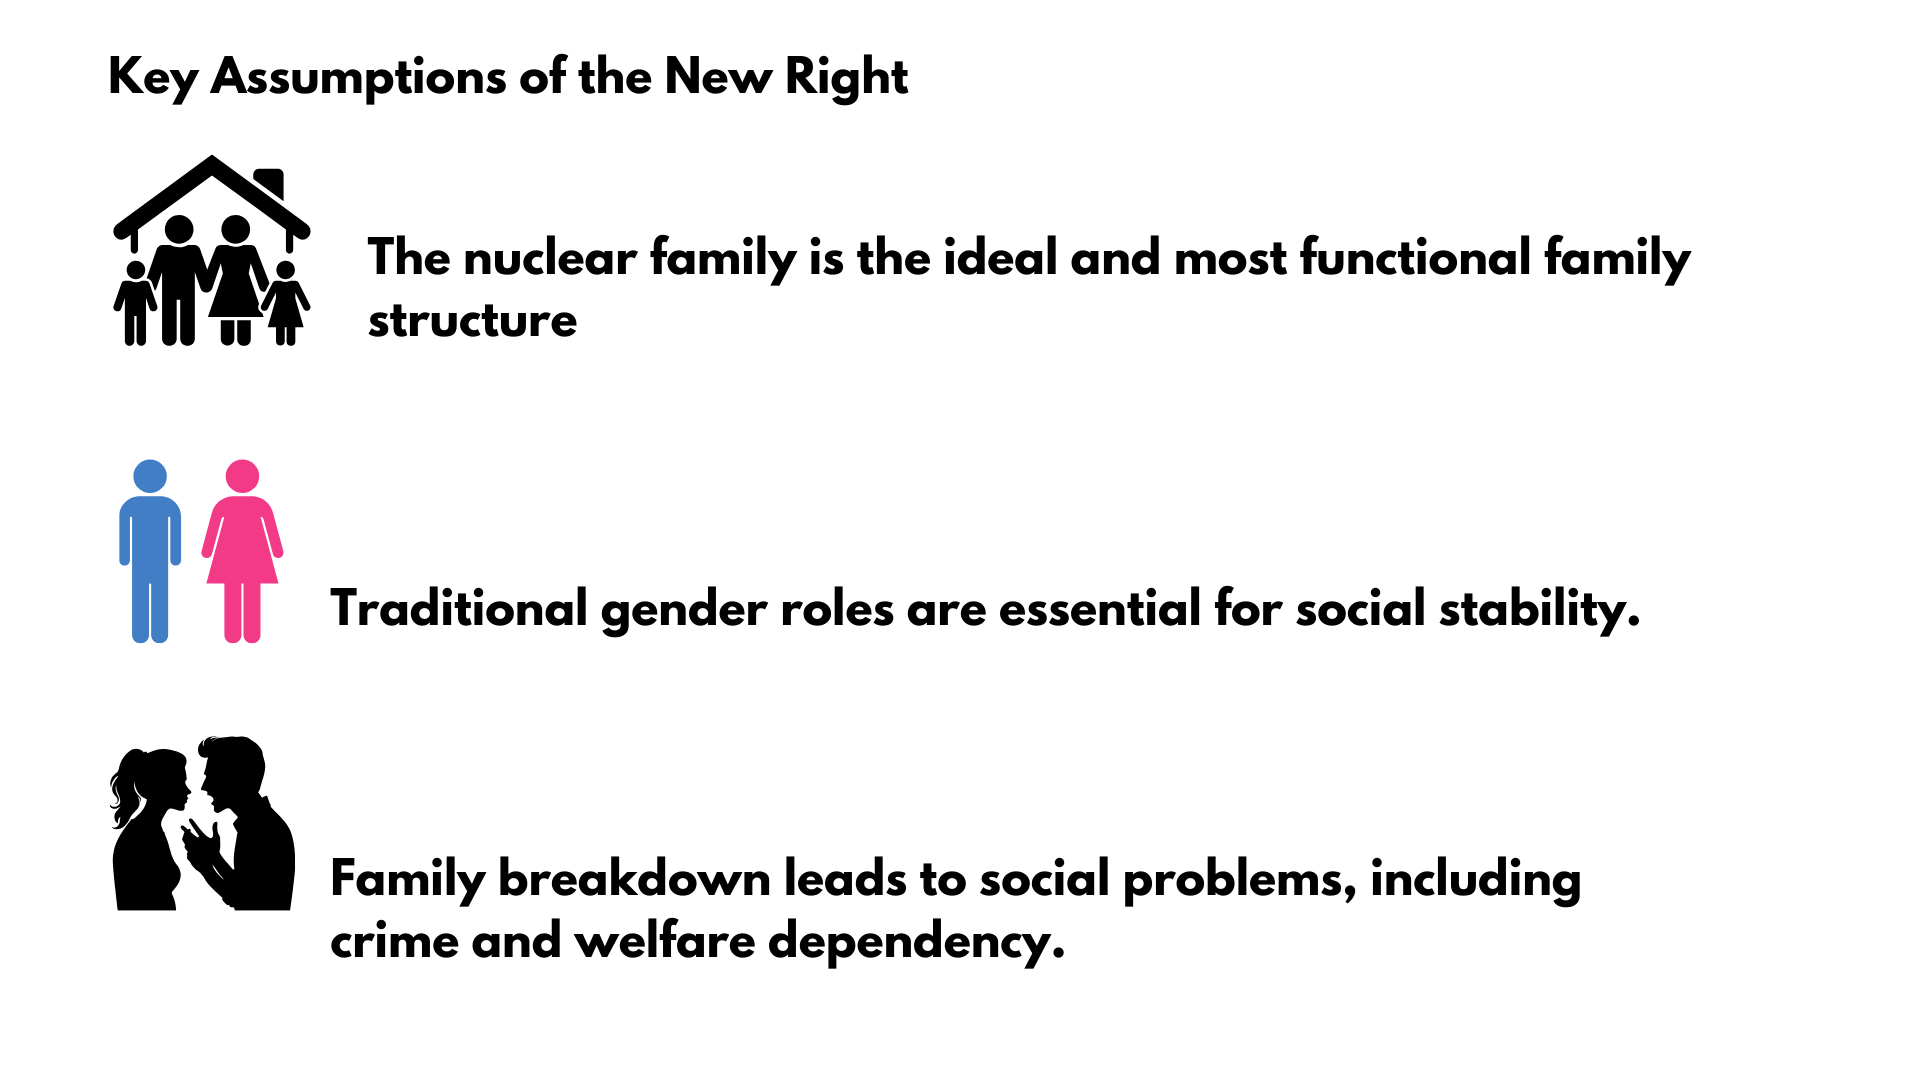 Key Assumptions of the New Right
The nuclear family is the ideal and most functional family
structure
Traditional gender roles are essential for social stability.
Family breakdown leads to social problems, including
crime and welfare dependency.